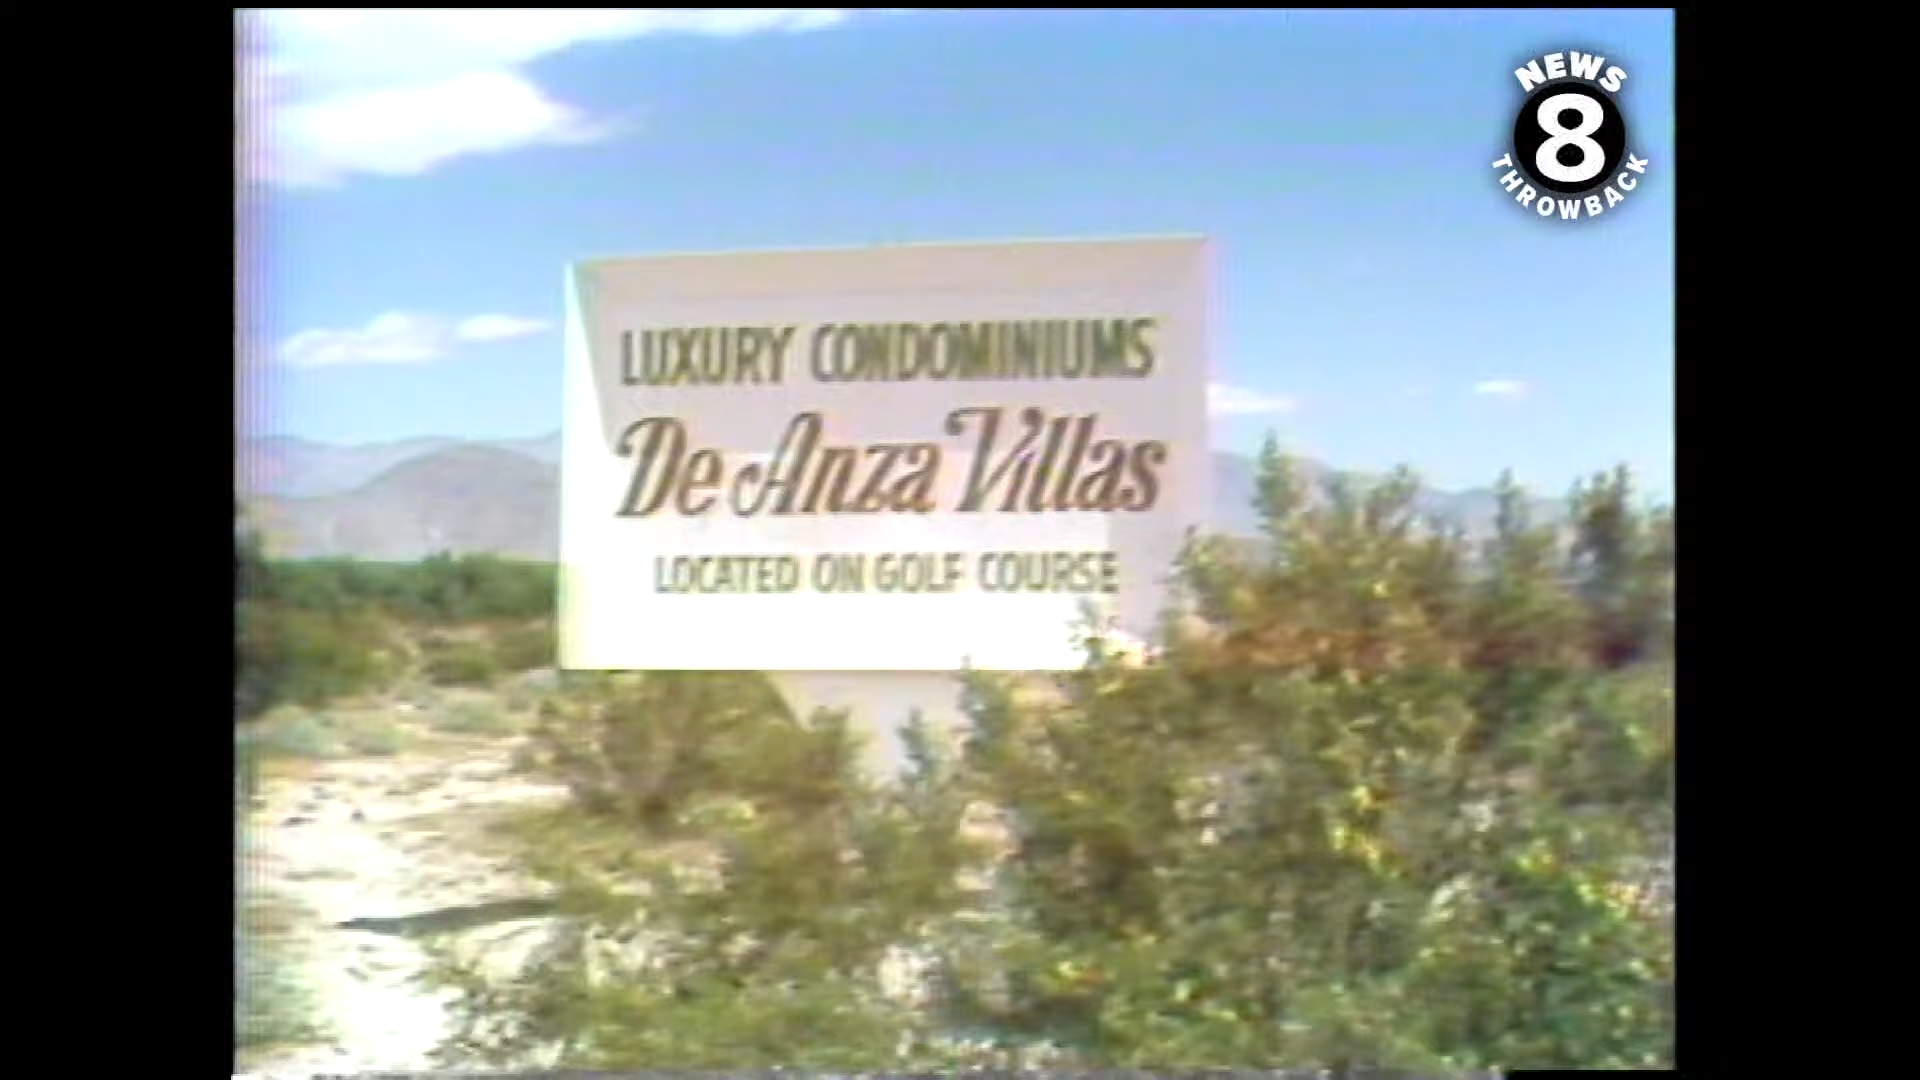 NEWS
8
THROWBACK
LUXURY CONDOMINIUMS
De Anza Villas
LOCATED ON GOLF COURSE